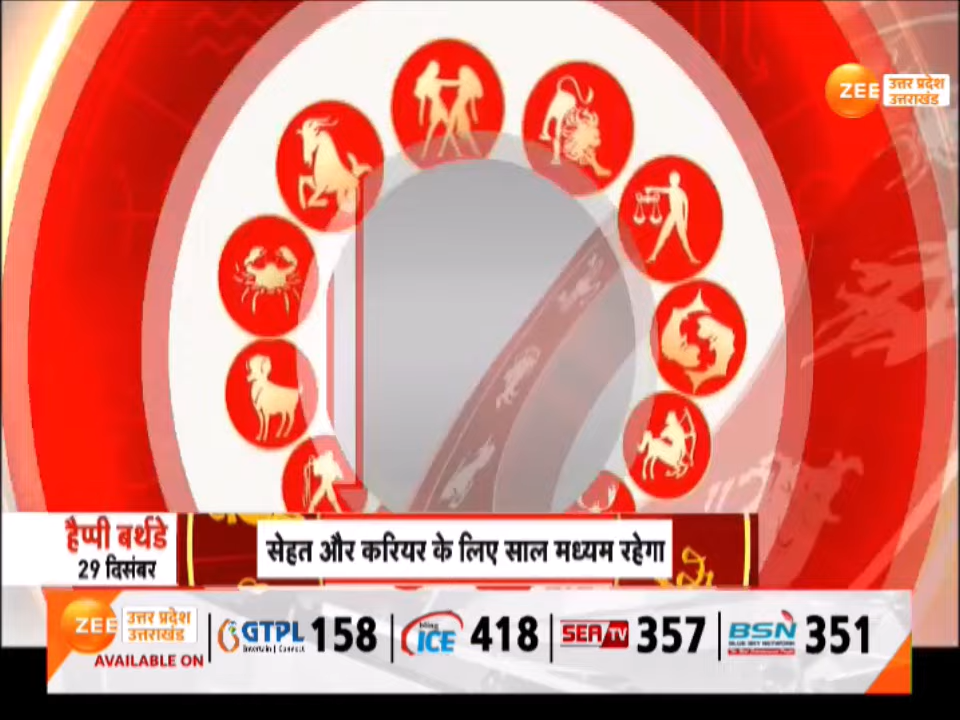 ZEE
उत्तर प्रदेश
उत्तराखंड
हैप्पी बर्थडे
29 दिसंबर
सेहत और करियर के लिए साल मध्यम रहेगा
ZEE
उत्तर प्रदेश
उत्तराखंड
AVAILABLE ON
GTPL 158
ICE 418
SEA TV 357
BSN 351